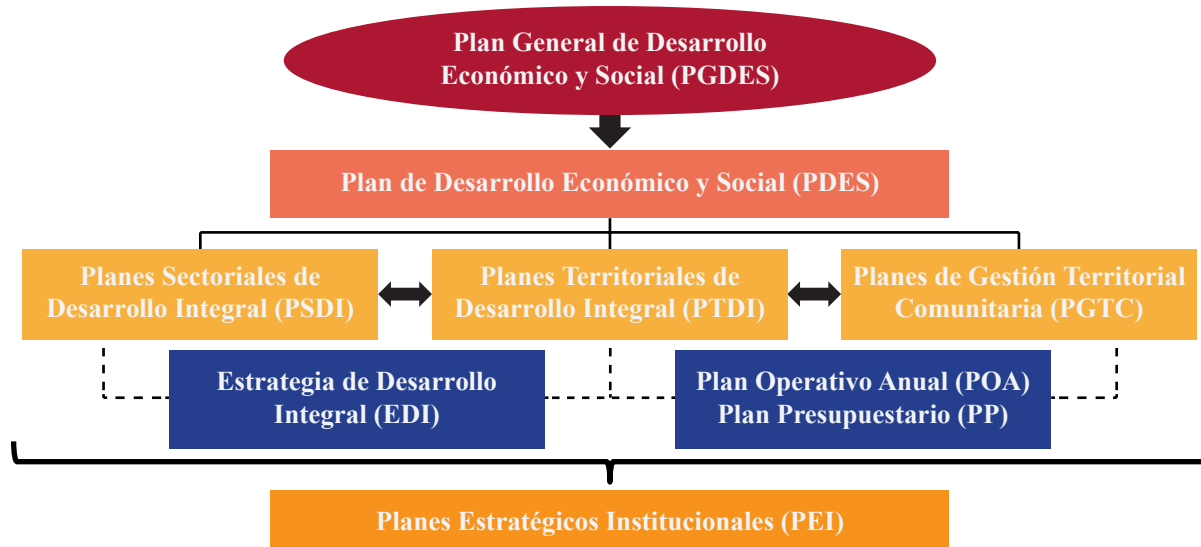 Plan General de Desarrollo
Económico y Social (PGDES)
Plan de Desarrollo Económico y Social (PDES)
Planes Sectoriales de
Desarrollo Integral (PSDI)
Planes Territoriales de
Desarrollo Integral (PTDI)
Planes de Gestión Territorial
Comunitaria (PGTC)
Estrategia de Desarrollo
Integral (EDI)
Plan Operativo Anual (POA)
Plan Presupuestario (PP)
Planes Estratégicos Institucionales (PEI)